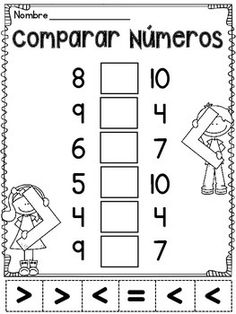 Nombre
Comparar Números
8 10
9 4
6 7
5 10
4 4
9 7
> > < = < <